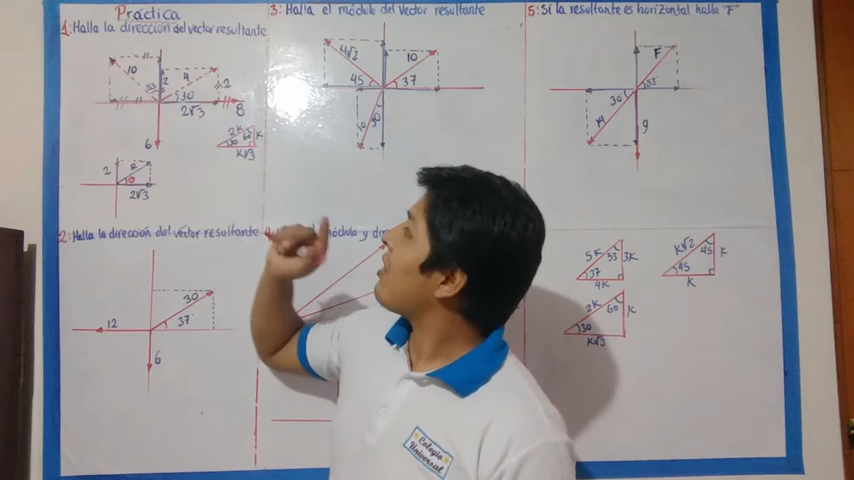 Práctica
1: Halla la dirección del vector resultante
10
53
2
4
30
2
2√3
8
6
2K
60
K
30
K√3
2
R
θ
2√3
2: Halla la dirección del vector resultante
30
37
12
6
3: Halla el módulo del vector resultante
4√2
10
45
37
10
módulo y
5: Si la resultante es horizontal halla "F"
F
53
30
14
9
5K
53
3K
37
4K
K√2
45
K
45
K
2K
60
K
30
K√3
Colegio
Universal